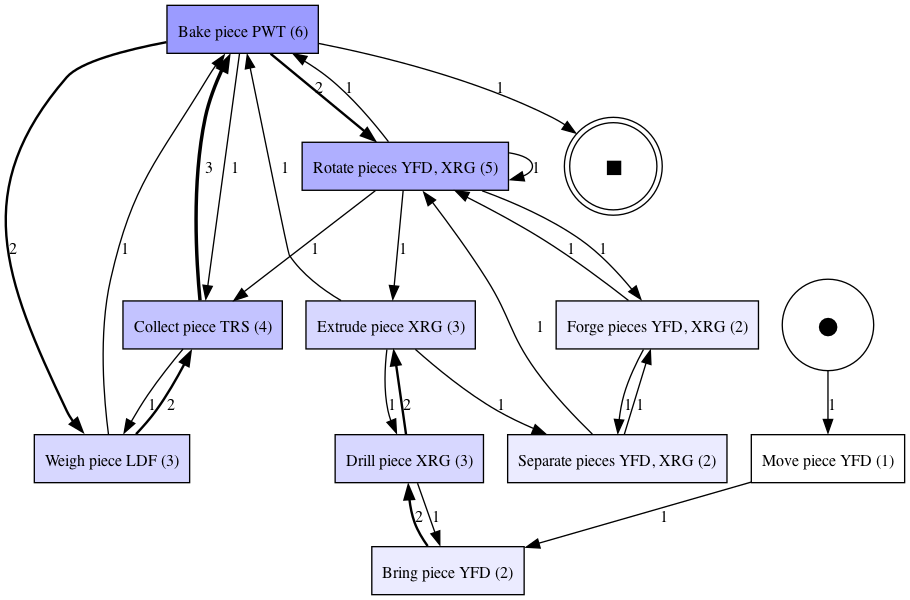 Bake piece PWT (6)
2
1
1
1
Rotate pieces YFD, XRG (5)
1
2
1
3
1
1
1
1
1
1
Collect piece TRS (4)
Extrude piece XRG (3)
Forge pieces YFD, XRG (2)
1
1
2
1
2
1
1
1
1
Weigh piece LDF (3)
Drill piece XRG (3)
Separate pieces YFD, XRG (2)
Move piece YFD (1)
2
1
1
Bring piece YFD (2)